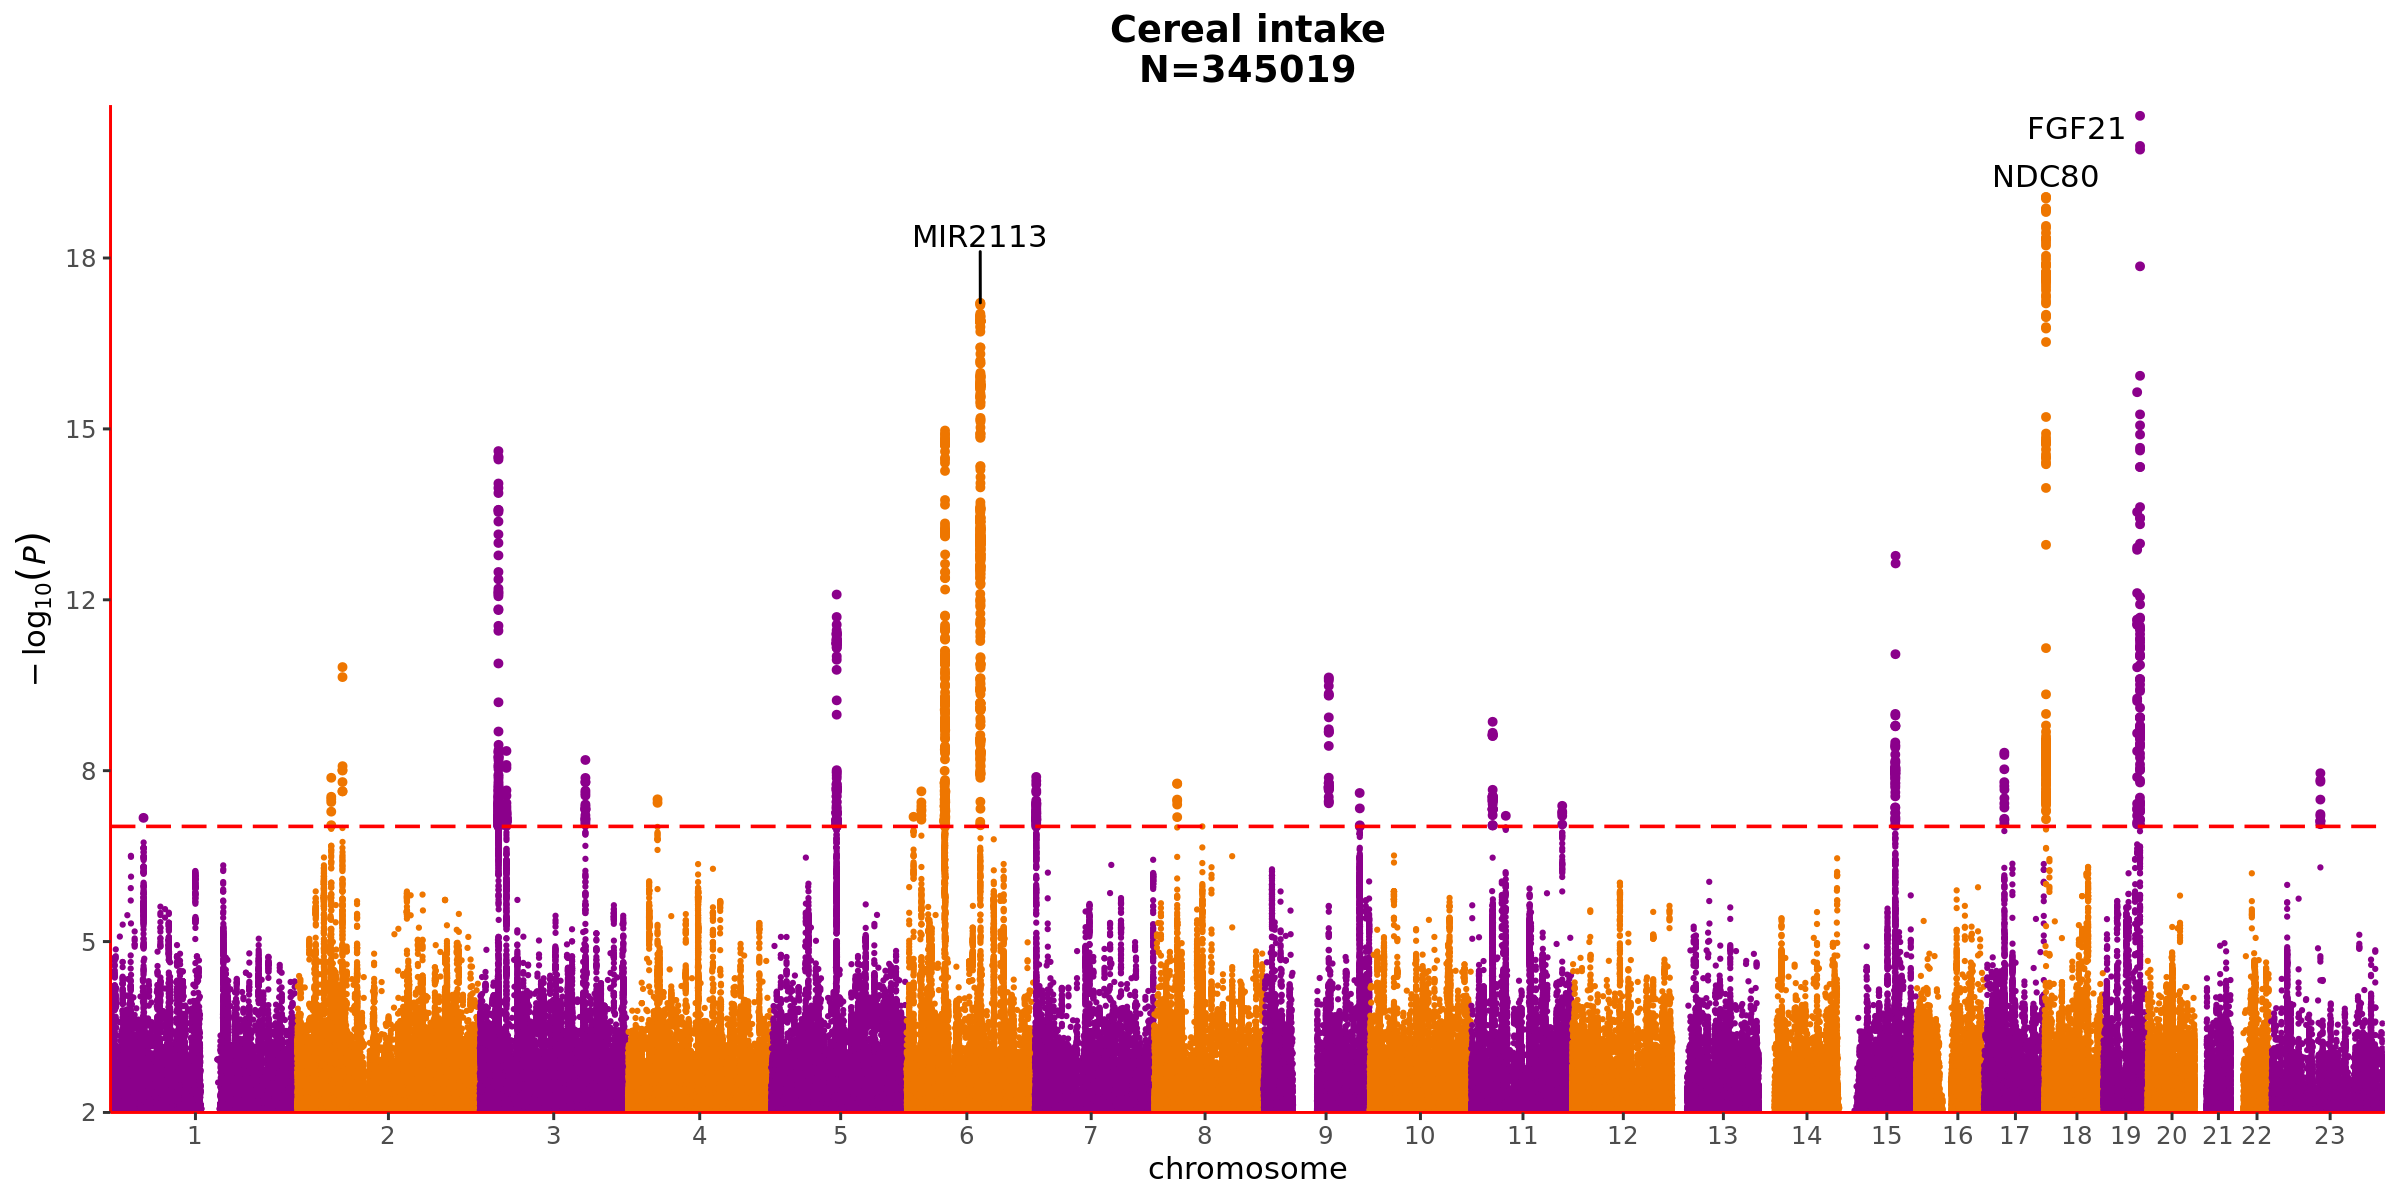 Cereal intake
N=345019
FGF21
NDC80
MIR2113
18
15
12
8
5
2
−log₁₀(P)
1 2 3 4 5 6 7 8 9 10 11 12 13 14 15 16 17 18 19 20 21 22 23
chromosome